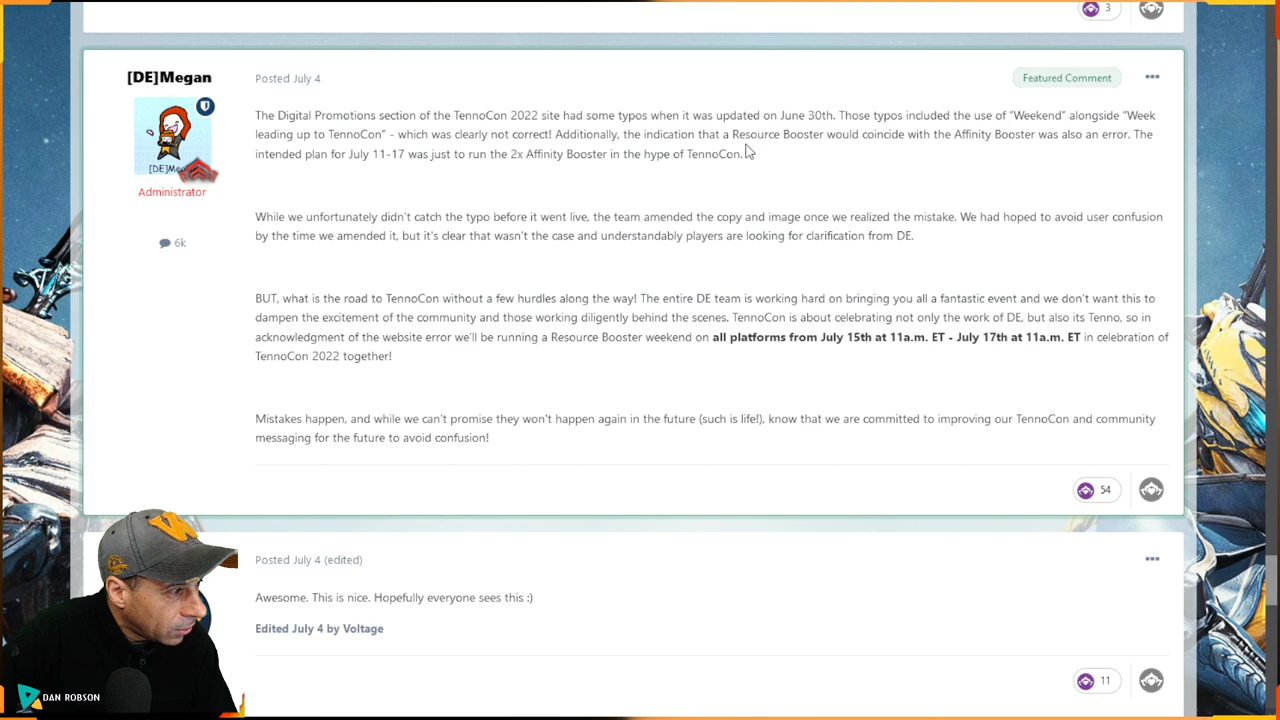 3
[DE]Megan
Posted July 4
Featured Comment
The Digital Promotions section of the TennoCon 2022 site had some typos when it was updated on June 30th. Those typos included the use of “Weekend” alongside “Week
leading up to TennoCon” - which was clearly not correct! Additionally, the indication that a Resource Booster would coincide with the Affinity Booster was also an error. The
intended plan for July 11-17 was just to run the 2x Affinity Booster in the hype of TennoCon.
Administrator
6k
While we unfortunately didn't catch the typo before it went live, the team amended the copy and image once we realized the mistake. We had hoped to avoid user confusion
by the time we amended it, but it's clear that wasn't the case and understandably players are looking for clarification from DE.
BUT, what is the road to TennoCon without a few hurdles along the way! The entire DE team is working hard on bringing you all a fantastic event and we don't want this to
dampen the excitement of the community and those working diligently behind the scenes. TennoCon is about celebrating not only the work of DE, but also its Tenno, so in
acknowledgment of the website error we'll be running a Resource Booster weekend on all platforms from July 15th at 11a.m. ET - July 17th at 11a.m. ET in celebration of
TennoCon 2022 together!
Mistakes happen, and while we can't promise they won't happen again in the future (such is life!), know that we are committed to improving our TennoCon and community
messaging for the future to avoid confusion!
54
Posted July 4 (edited)
Awesome. This is nice. Hopefully everyone sees this :)
Edited July 4 by Voltage
11
DAN ROBSON